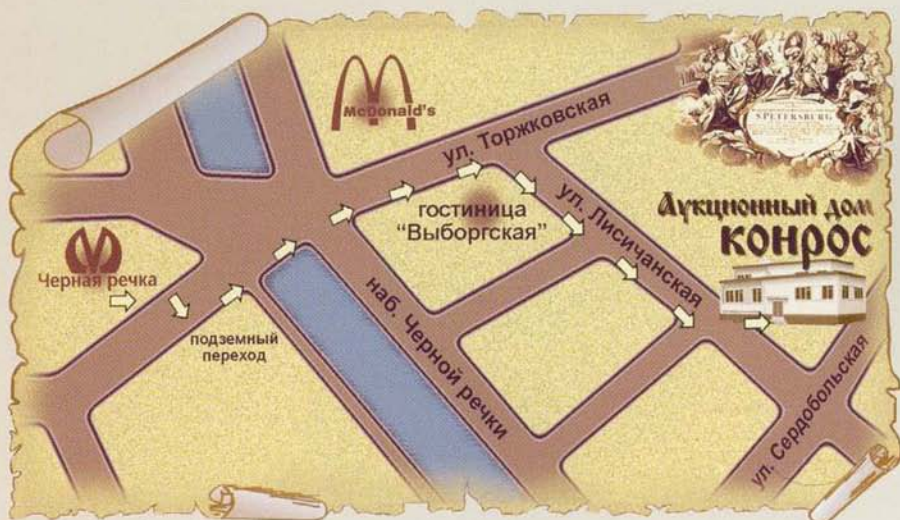 McDonald's
ул. Торжковская
S PETERSBURG
гостиница
"Выборгская"
ул. Лисичанская
Аукционный дом
КОНРОС
Черная речка
подземный
переход
наб. Черной речки
ул. Сердобольская